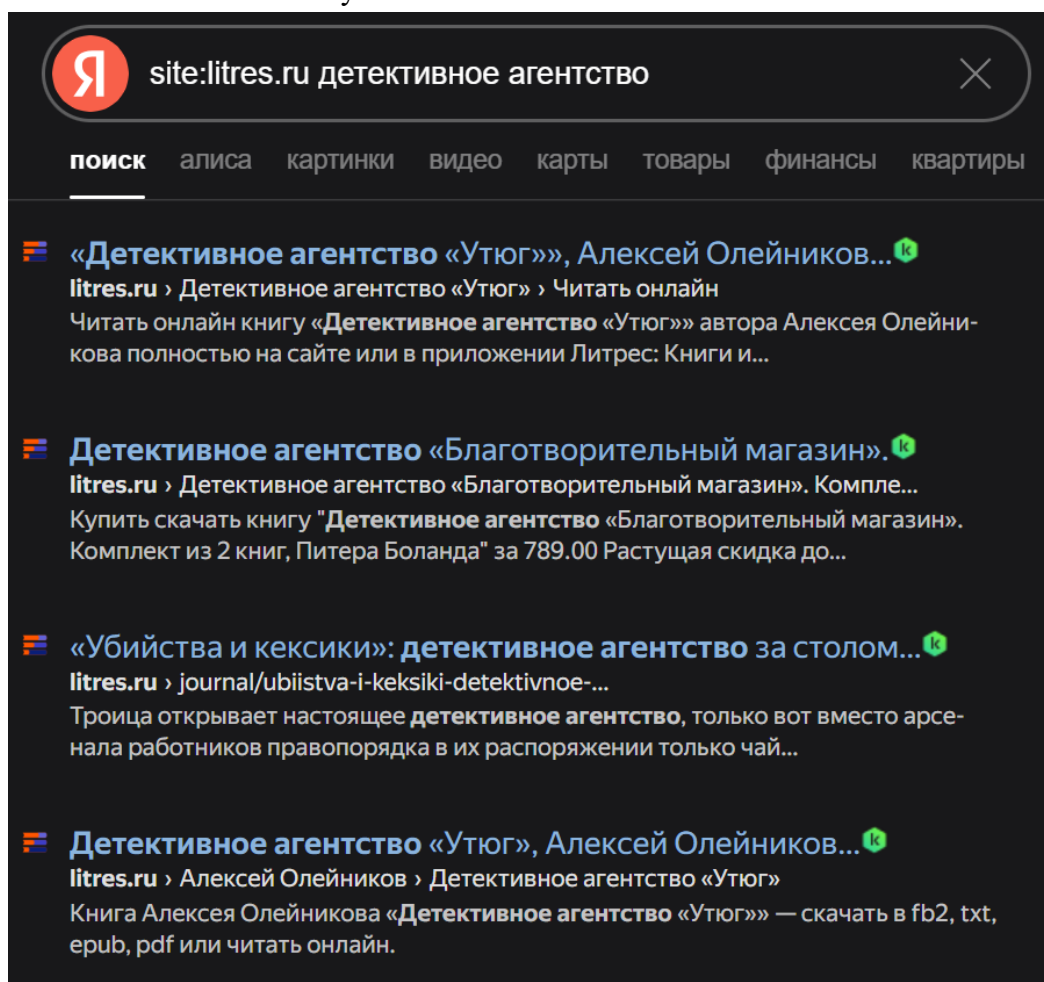 у
Я
site:litres.ru детективное агентство
поиск алиса картинки видео карты товары финансы квартиры
«Детективное агентство «Утюг»», Алексей Олейников...
litres.ru › Детективное агентство «Утюг» › Читать онлайн
Читать онлайн книгу «Детективное агентство «Утюг»» автора Алексея Олейни-
кова полностью на сайте или в приложении Литрес: Книги и...
Детективное агентство «Благотворительный магазин».
litres.ru › Детективное агентство «Благотворительный магазин». Компле...
Купить скачать книгу "Детективное агентство «Благотворительный магазин».
Комплект из 2 книг, Питера Боланда" за 789.00 Растущая скидка до...
«Убийства и кексики»: детективное агентство за столом...
litres.ru › journal/ubiistva-i-keksiki-detektivnoe-...
Троица открывает настоящее детективное агентство, только вот вместо арсе-
нала работников правопорядка в их распоряжении только чай...
Детективное агентство «Утюг», Алексей Олейников...
litres.ru › Алексей Олейников › Детективное агентство «Утюг»
Книга Алексея Олейникова «Детективное агентство «Утюг»» — скачать в fb2, txt,
epub, pdf или читать онлайн.